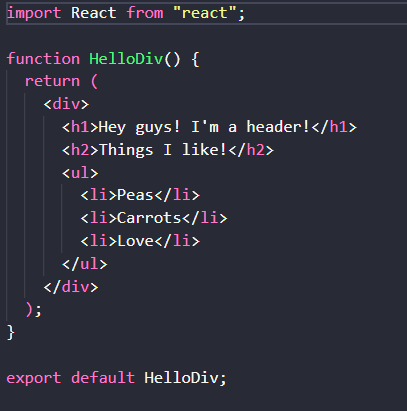 import React from "react";

function HelloDiv() {
  return (
    <div>
      <h1>Hey guys! I'm a header!</h1>
      <h2>Things I like!</h2>
      <ul>
        <li>Peas</li>
        <li>Carrots</li>
        <li>Love</li>
      </ul>
    </div>
  );
}

export default HelloDiv;